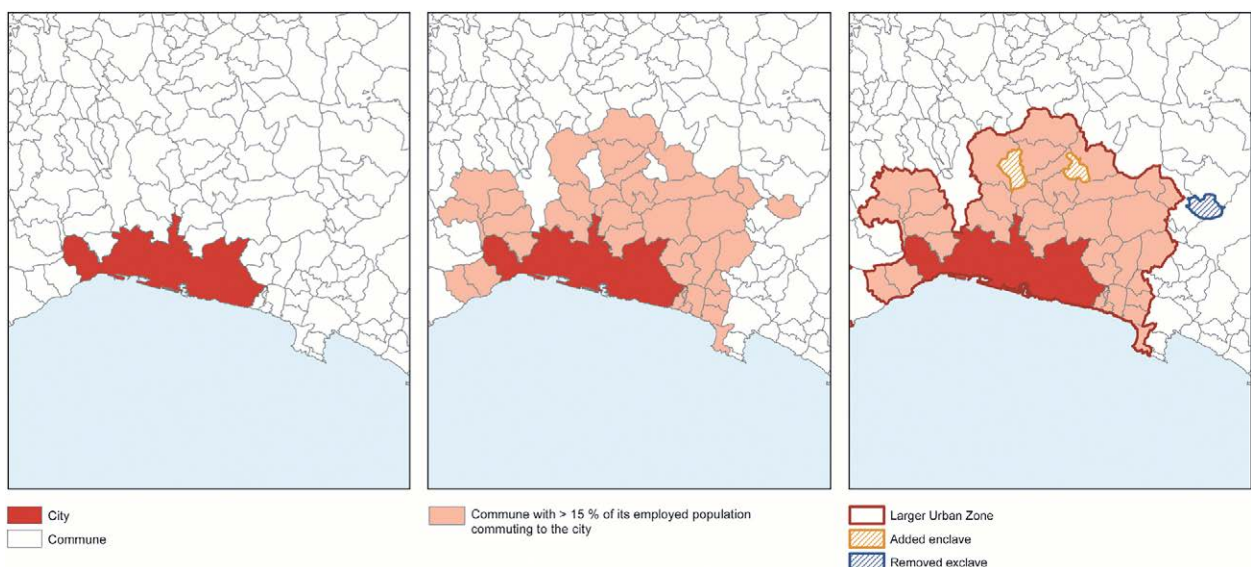 City
Commune
Commune with > 15 % of its employed population
commuting to the city
Larger Urban Zone
Added enclave
Removed exclave